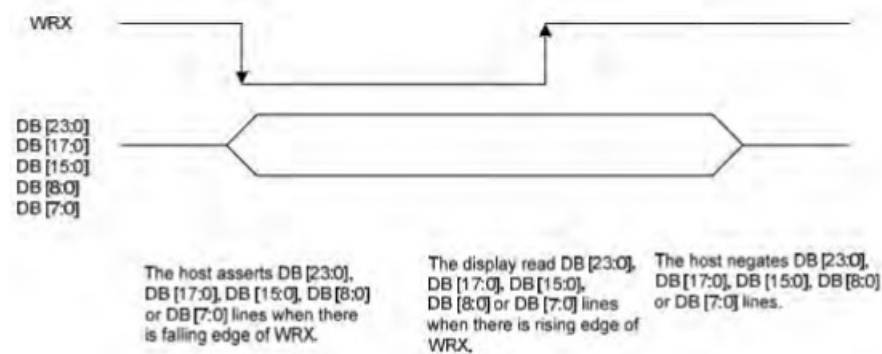 WRX
DB [23:0]
DB [17:0]
DB [15:0]
DB [8:0]
DB [7:0]
The host asserts DB [23:0],
DB [17:0], DB [15:0], DB [8:0]
or DB [7:0] lines when there
is falling edge of WRX.
The display read DB [23:0],
DB [17:0], DB [15:0],
DB [8:0] or DB [7:0] lines
when there is rising edge of
WRX.
The host negates DB [23:0],
DB [17:0], DB [15:0], DB [8:0]
or DB [7:0] lines.